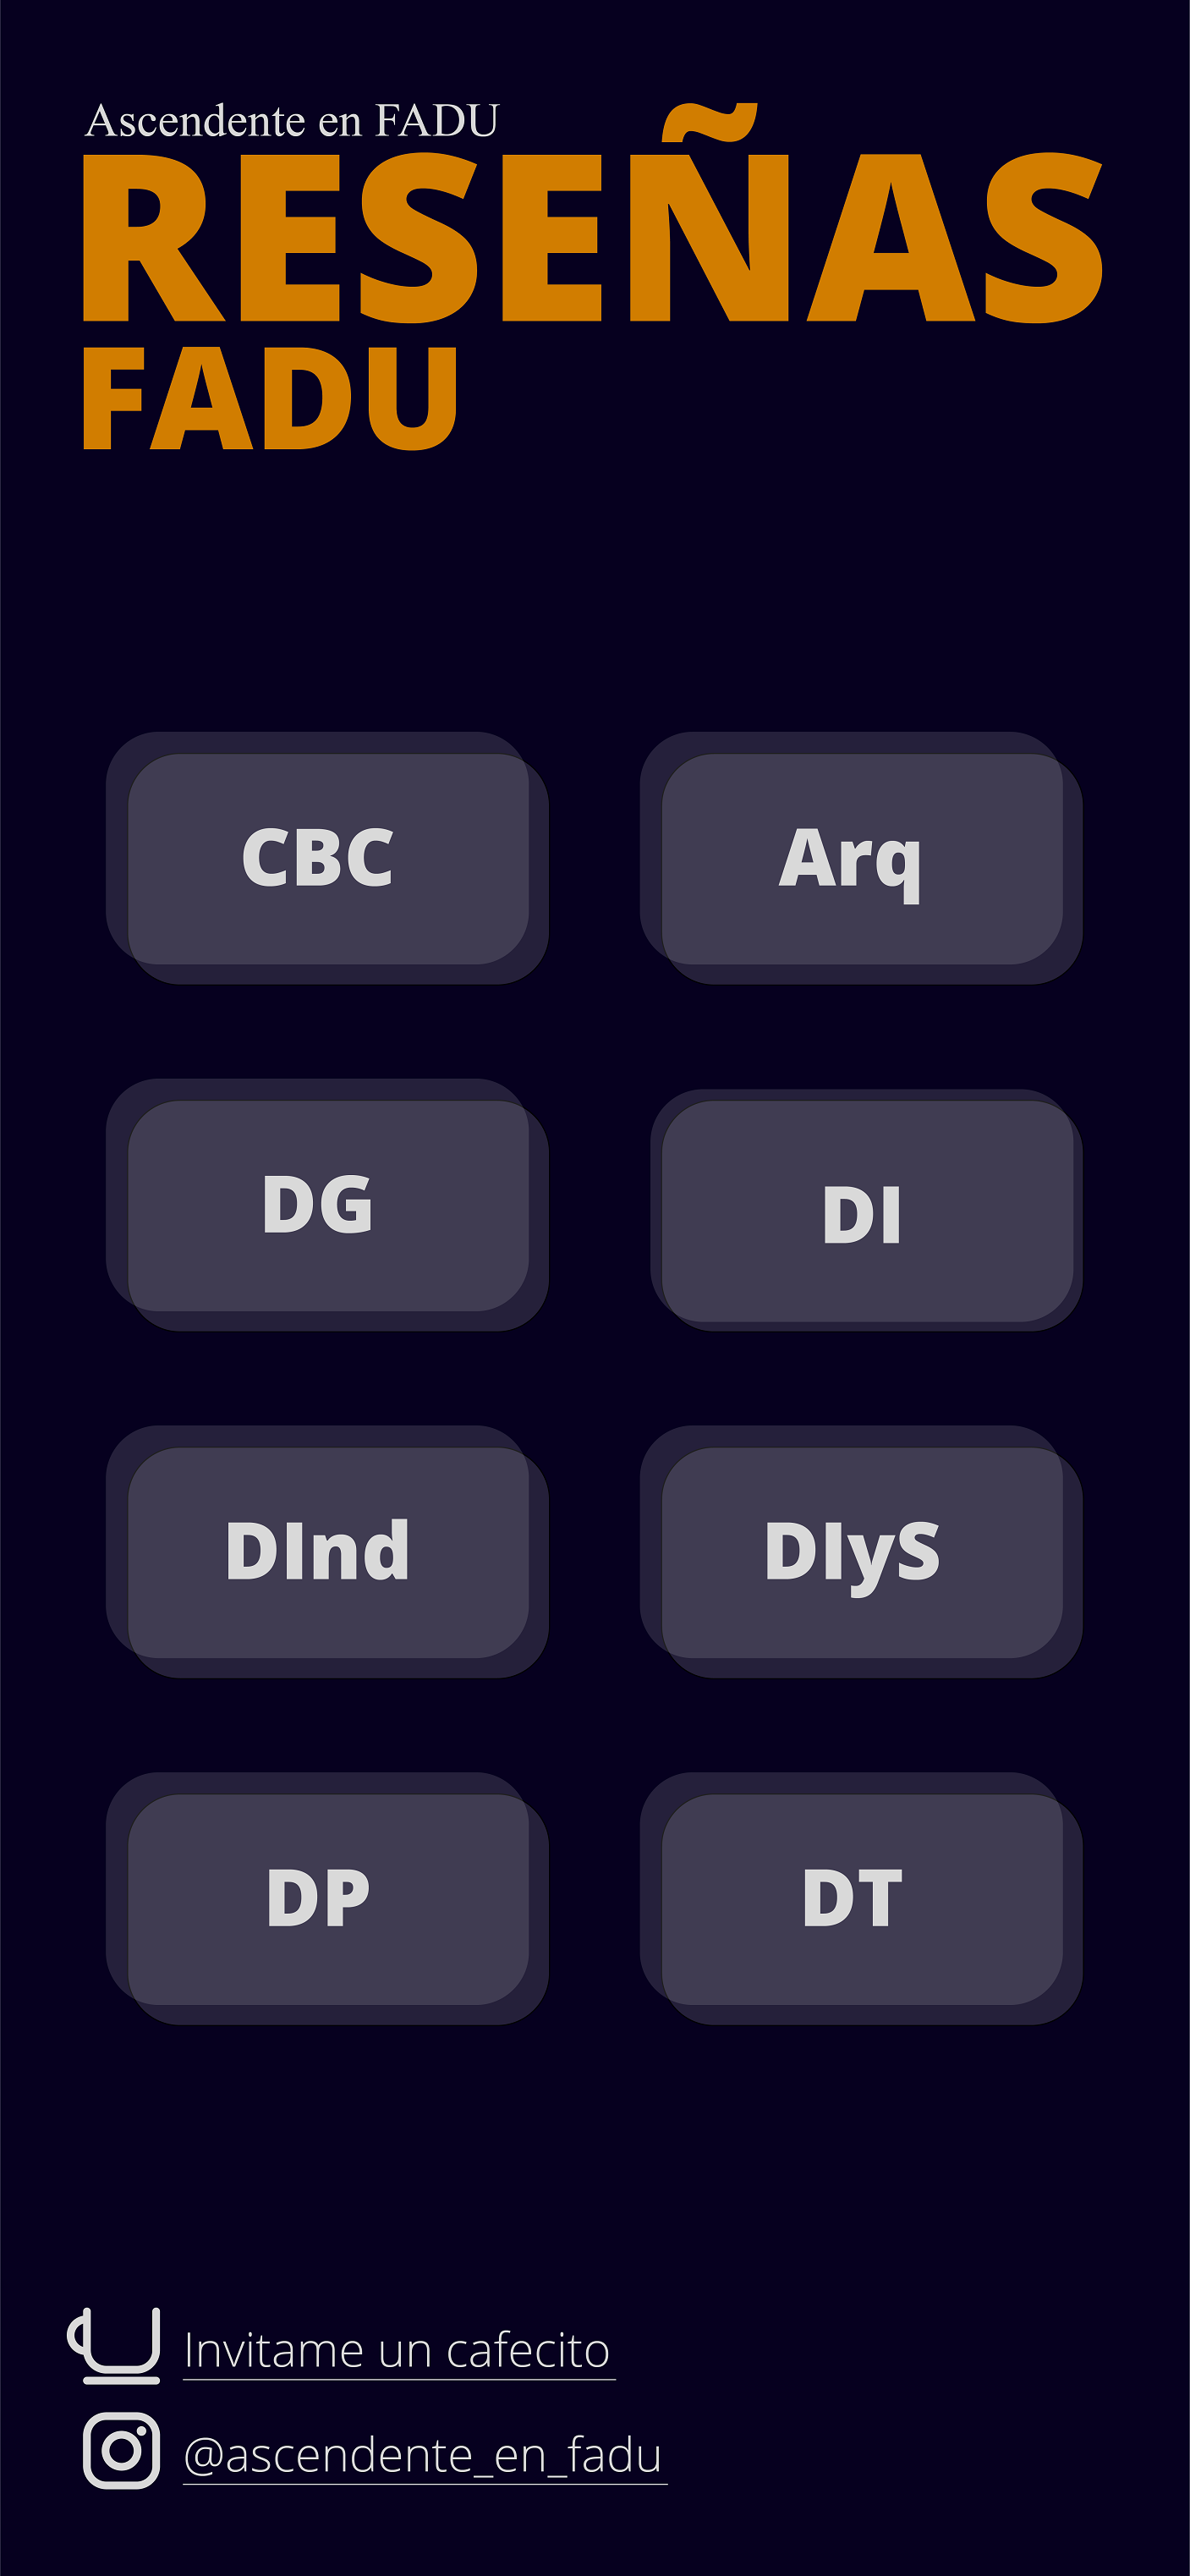 Ascendente en FADU
RESEÑAS
FADU
CBC
Arq
DG
DI
DInd
DIyS
DP
DT
Invitame un cafecito
@ascendente_en_fadu